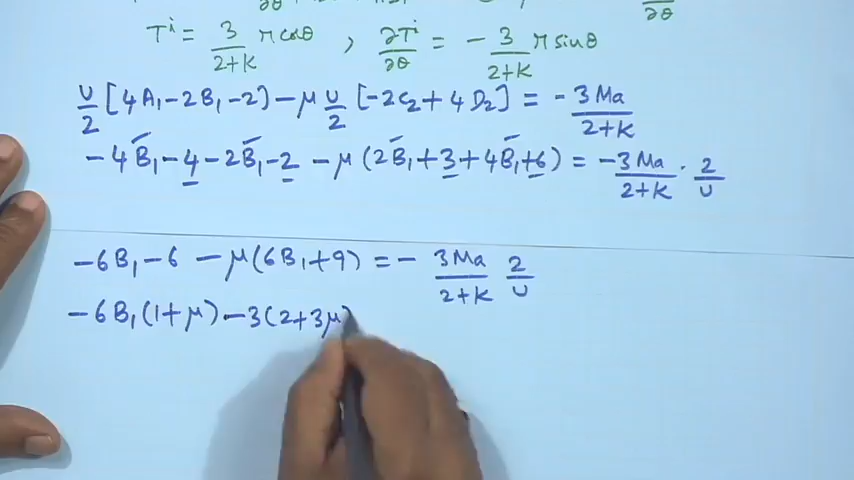 ∂θ ∂θ
Tⁱ = 3/(2+k) r cosθ , ∂Tⁱ/∂θ = - 3/(2+k) r sinθ
U/2 [4A₁-2B₁-2] - μ U/2 [-2C₂+4D₂] = - 3Ma/(2+k)
-4B₁-4-2B₁-2 -μ(2B₁+3+4B₁+6) = -3Ma/(2+k) · 2/U
-6B₁-6 -μ(6B₁+9) = - 3Ma/(2+k) 2/U
-6B₁(1+μ)-3(2+3μ)